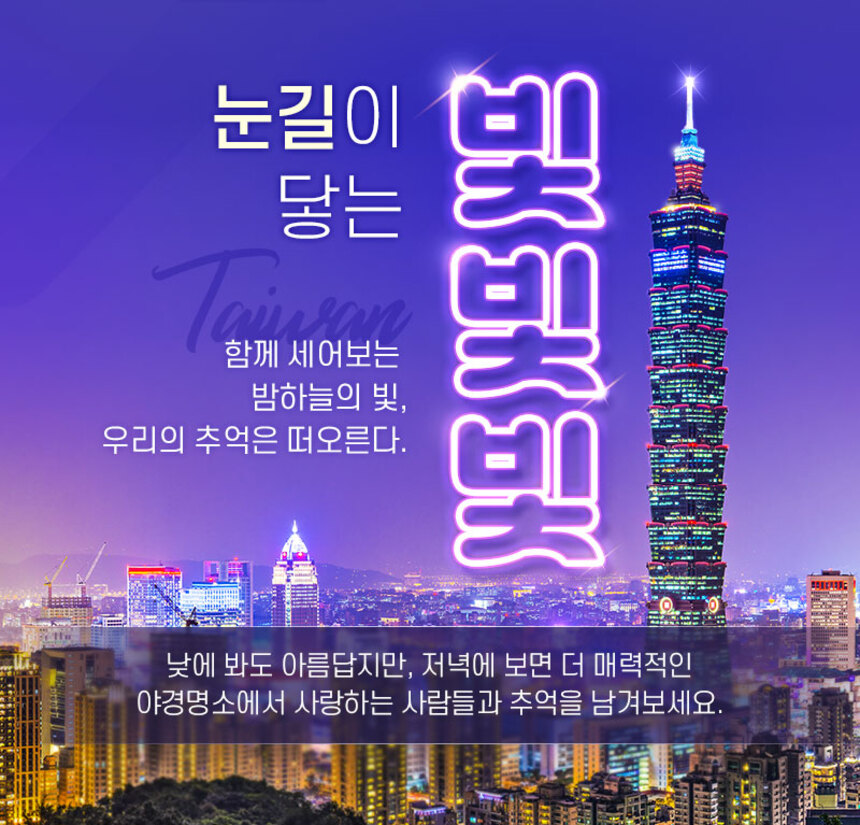 눈길이
닿는
빛
빛
빛
Taiwan
함께 세어보는
밤하늘의 빛,
우리의 추억은 떠오른다.
낮에 봐도 아름답지만, 저녁에 보면 더 매력적인
야경명소에서 사랑하는 사람들과 추억을 남겨보세요.